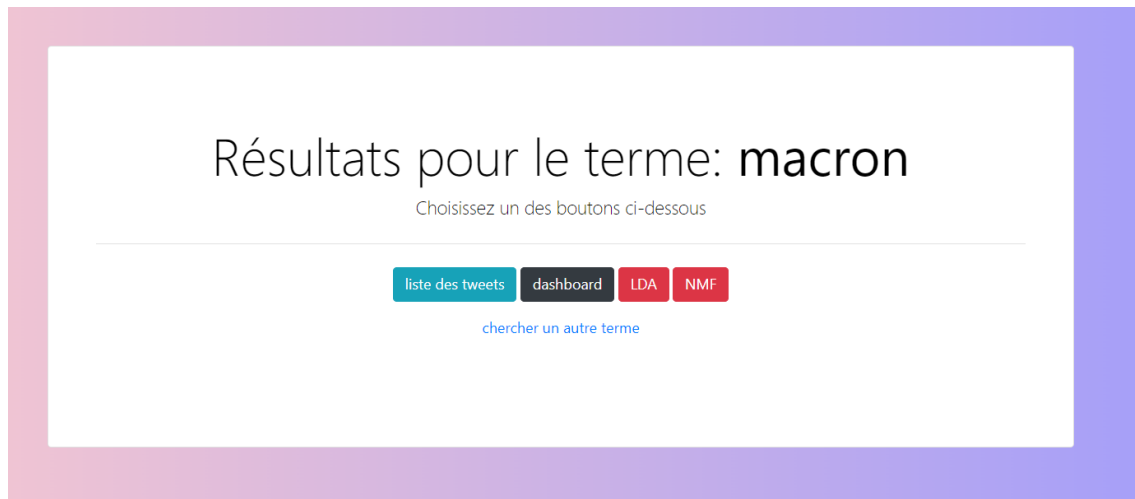 Résultats pour le terme: macron
Choisissez un des boutons ci-dessous
liste des tweets dashboard LDA NMF
chercher un autre terme